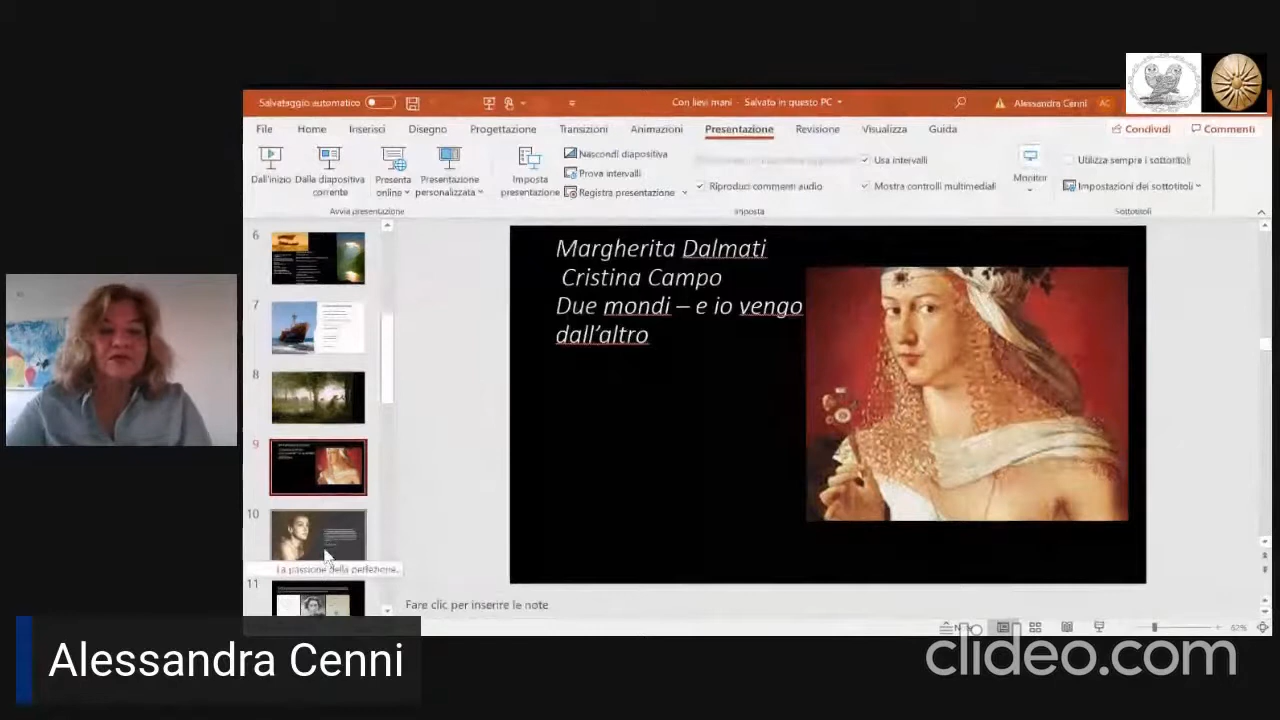 Salvataggio automatico
Con lievi mani - Salvato in questo PC
Alessandra Cenni
AC
File Home Inserisci Disegno Progettazione Transizioni Animazioni Presentazione Revisione Visualizza Guida
Condividi Commenti
Dall'inizio
Dalla diapositiva corrente
Presenta online
Presentazione personalizzata
Imposta presentazione
Nascondi diapositiva
Prova intervalli
Registra presentazione
Riproduci commenti audio
Usa intervalli
Mostra controlli multimediali
Monitor
Utilizza sempre i sottotitoli
Impostazioni dei sottotitoli
Avvia presentazione
Imposta
Sottotitoli
6
7
8
9
10
11
La passione della perfezione.
Margherita Dalmati
Cristina Campo
Due mondi – e io vengo
dall'altro
Fare clic per inserire le note
62%
Alessandra Cenni
clideo.com